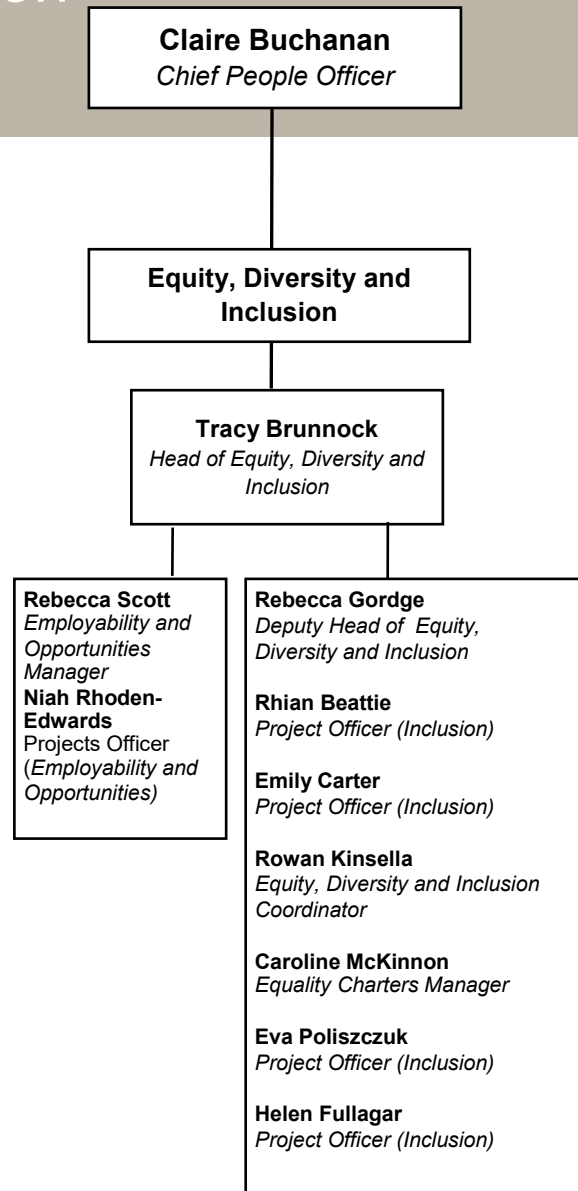 Claire Buchanan
Chief People Officer
Equity, Diversity and
Inclusion
Tracy Brunnock
Head of Equity, Diversity and
Inclusion
Rebecca Scott
Employability and
Opportunities
Manager
Niah Rhoden-
Edwards
Projects Officer
(Employability and
Opportunities)
Rebecca Gordge
Deputy Head of Equity,
Diversity and Inclusion
Rhian Beattie
Project Officer (Inclusion)
Emily Carter
Project Officer (Inclusion)
Rowan Kinsella
Equity, Diversity and Inclusion
Coordinator
Caroline McKinnon
Equality Charters Manager
Eva Poliszczuk
Project Officer (Inclusion)
Helen Fullagar
Project Officer (Inclusion)